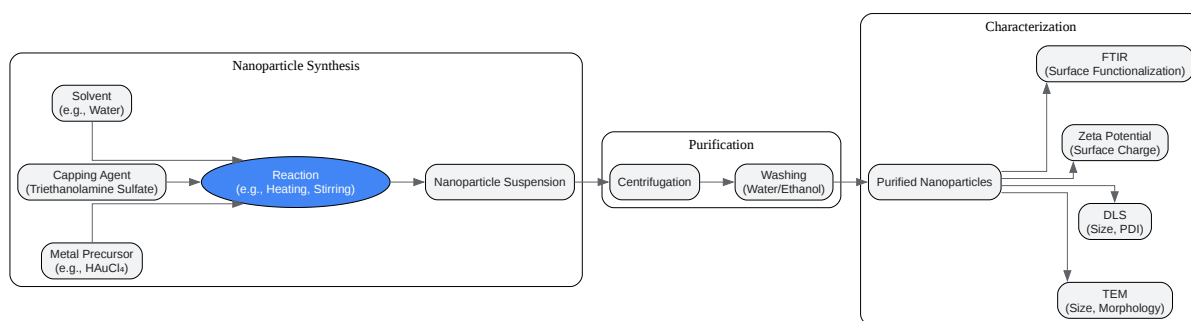 Nanoparticle Synthesis
Solvent
(e.g., Water)
Capping Agent
(Triethanolamine Sulfate)
Metal Precursor
(e.g., HAuCl₄)
Reaction
(e.g., Heating, Stirring)
Nanoparticle Suspension
Purification
Centrifugation
Washing
(Water/Ethanol)
Characterization
Purified Nanoparticles
FTIR
(Surface Functionalization)
Zeta Potential
(Surface Charge)
DLS
(Size, PDI)
TEM
(Size, Morphology)